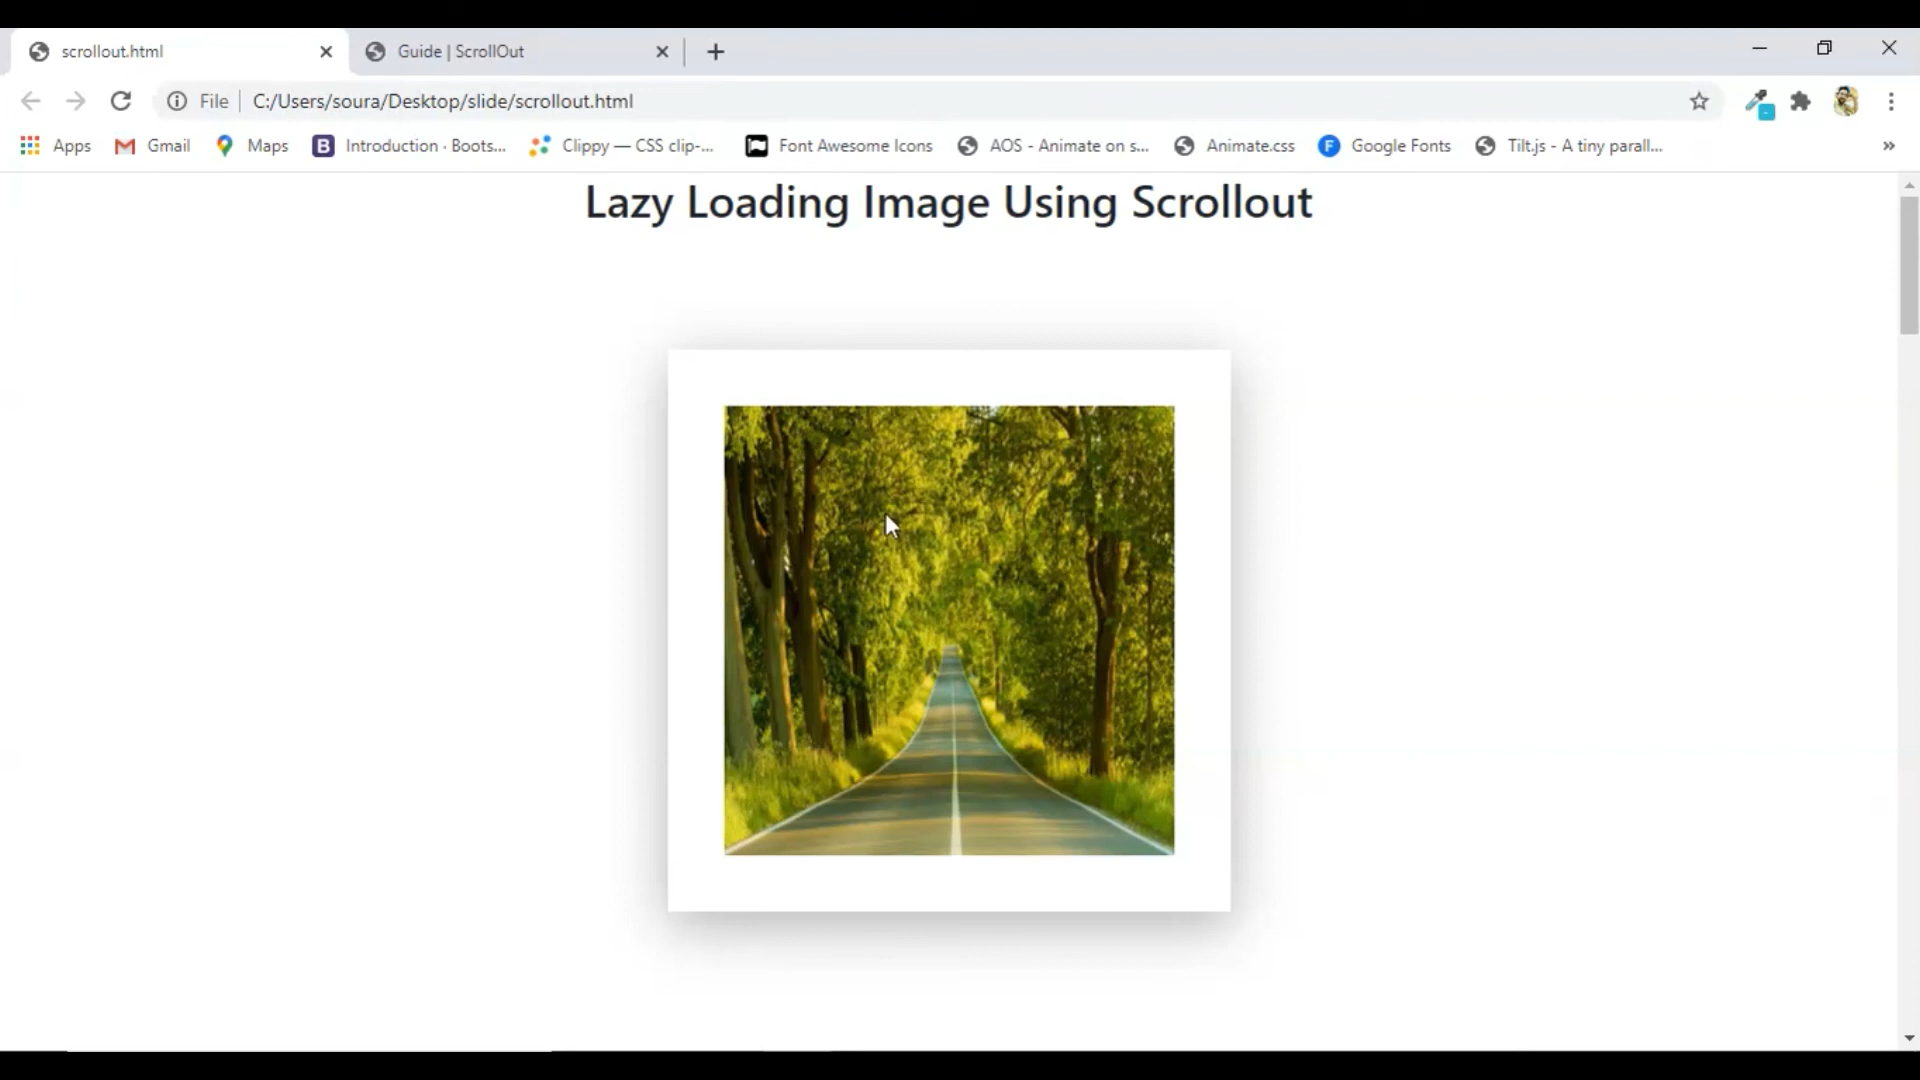 scrollout.html
Guide | ScrollOut
File
C:/Users/soura/Desktop/slide/scrollout.html
Apps
Gmail
Maps
B
Introduction · Boots...
Clippy — CSS clip-...
Font Awesome Icons
AOS - Animate on s...
Animate.css
F
Google Fonts
Tilt.js - A tiny parall...
Lazy Loading Image Using Scrollout